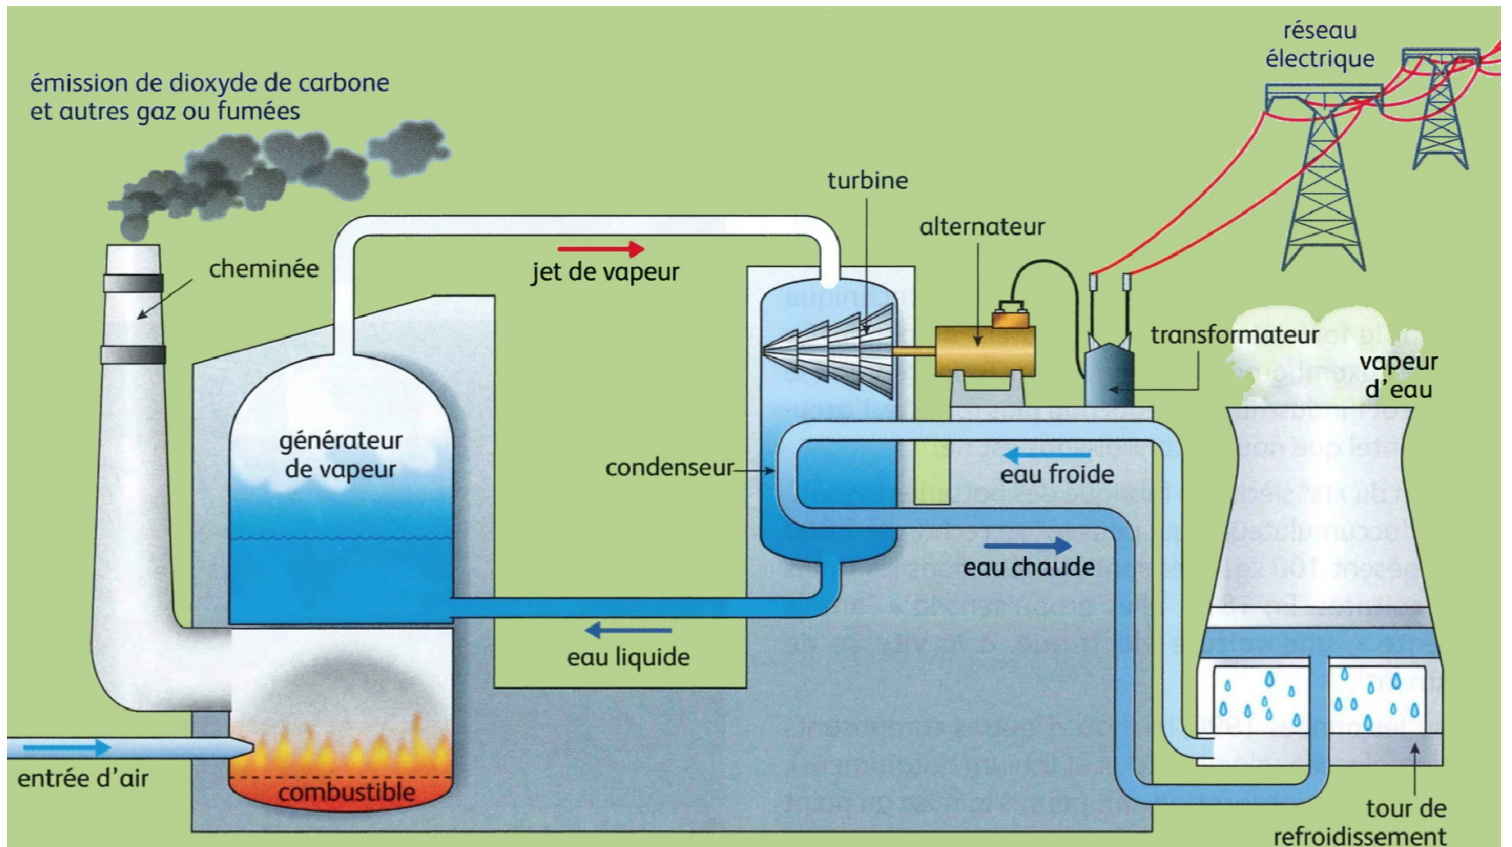 réseau
électrique
émission de dioxyde de carbone
et autres gaz ou fumées
turbine
alternateur
cheminée
jet de vapeur
transformateur
vapeur
d'eau
générateur
de vapeur
condenseur
eau froide
eau chaude
eau liquide
entrée d'air
combustible
tour de
refroidissement